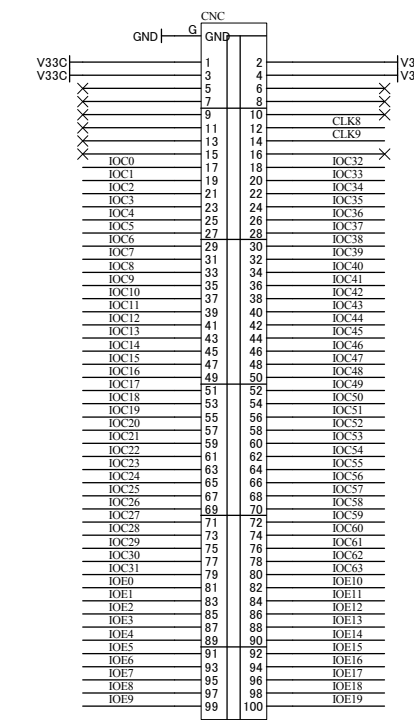 CNC
GND G GND
V33C 1 2 V3
V33C 3 4 V3
5 6
7 8
9 10
11 12 CLK8
13 14 CLK9
15 16
IOC0 17 18 IOC32
IOC1 19 20 IOC33
IOC2 21 22 IOC34
IOC3 23 24 IOC35
IOC4 25 26 IOC36
IOC5 27 28 IOC37
IOC6 29 30 IOC38
IOC7 31 32 IOC39
IOC8 33 34 IOC40
IOC9 35 36 IOC41
IOC10 37 38 IOC42
IOC11 39 40 IOC43
IOC12 41 42 IOC44
IOC13 43 44 IOC45
IOC14 45 46 IOC46
IOC15 47 48 IOC47
IOC16 49 50 IOC48
IOC17 51 52 IOC49
IOC18 53 54 IOC50
IOC19 55 56 IOC51
IOC20 57 58 IOC52
IOC21 59 60 IOC53
IOC22 61 62 IOC54
IOC23 63 64 IOC55
IOC24 65 66 IOC56
IOC25 67 68 IOC57
IOC26 69 70 IOC58
IOC27 71 72 IOC59
IOC28 73 74 IOC60
IOC29 75 76 IOC61
IOC30 77 78 IOC62
IOC31 79 80 IOC63
IOE0 81 82 IOE10
IOE1 83 84 IOE11
IOE2 85 86 IOE12
IOE3 87 88 IOE13
IOE4 89 90 IOE14
IOE5 91 92 IOE15
IOE6 93 94 IOE16
IOE7 95 96 IOE17
IOE8 97 98 IOE18
IOE9 99 100 IOE19